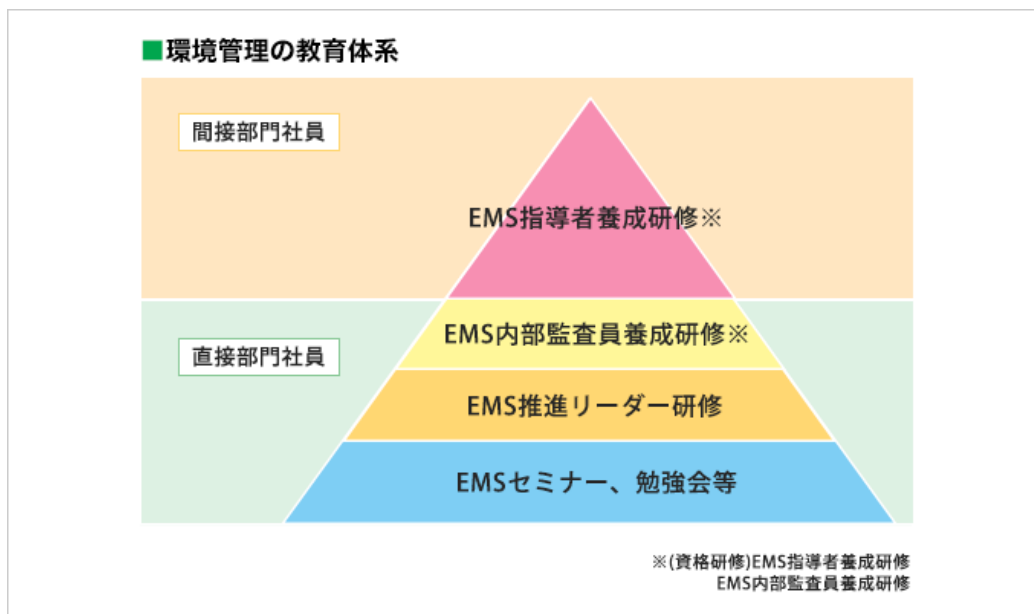 ■環境管理の教育体系
間接部門社員
EMS指導者養成研修※
EMS内部監査員養成研修※
直接部門社員
EMS推進リーダー研修
EMSセミナー、勉強会等
※(資格研修)EMS指導者養成研修
EMS内部監査員養成研修